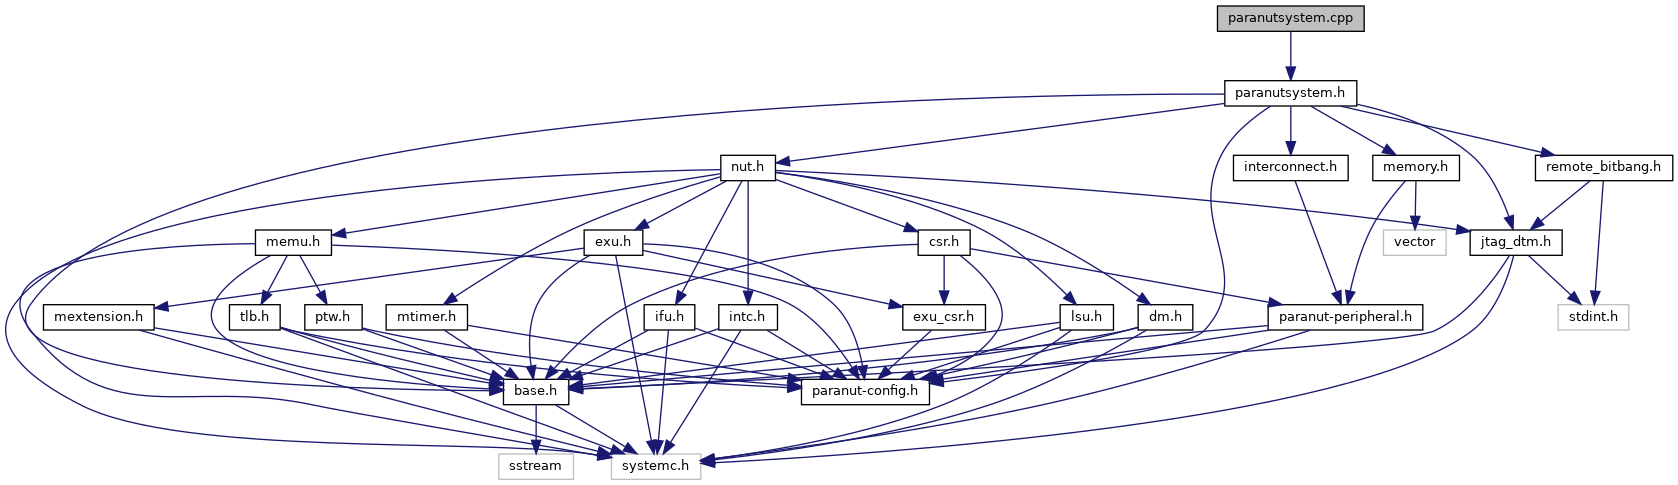 paranutsystem.cpp
paranutsystem.h
nut.h
interconnect.h
memory.h
remote_bitbang.h
memu.h
exu.h
csr.h
vector
jtag_dtm.h
mextension.h
tlb.h
ptw.h
mtimer.h
ifu.h
intc.h
exu_csr.h
lsu.h
dm.h
paranut-peripheral.h
stdint.h
base.h
paranut-config.h
sstream
systemc.h